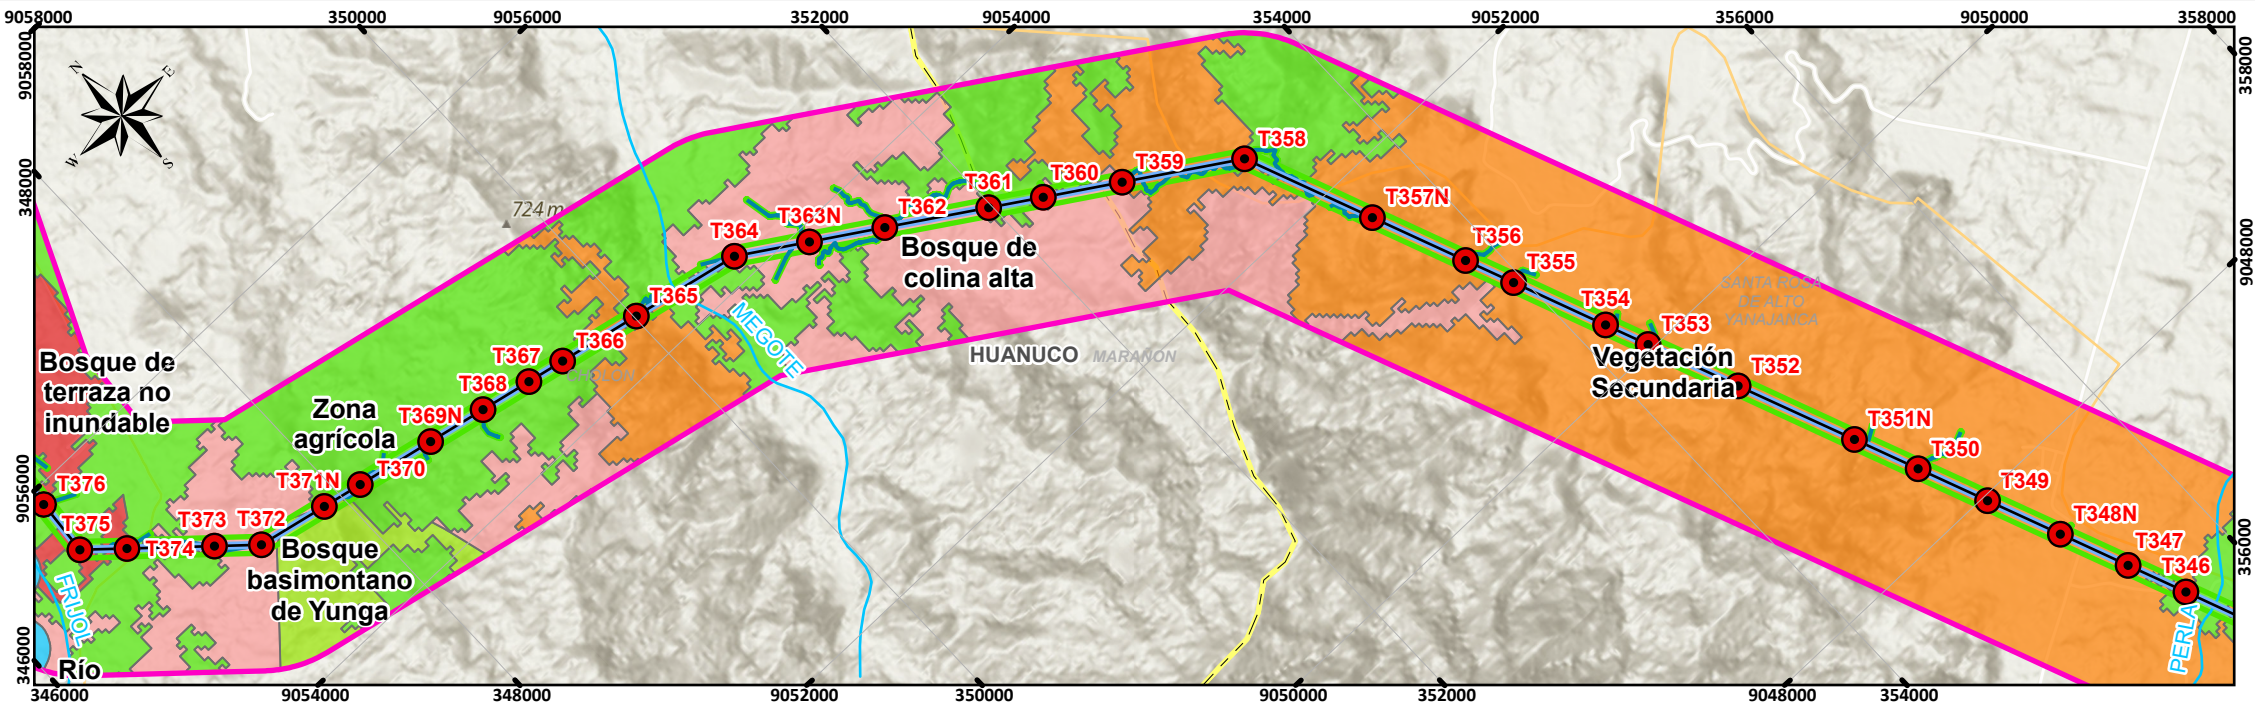 9058000
350000
9056000
352000
9054000
354000
9052000
356000
9050000
358000
9058000
348000
9056000
346000
358000
9048000
356000
N
E
W
S
724 m
T358
T359
T360
T361
T362
T363N
T364
T357N
T356
T355
T354
T353
T352
T351N
T350
T349
T348N
T347
T346
T365
T366
T367
T368
T369N
T370
T371N
T372
T373
T374
T375
T376
Bosque de
colina alta
SANTA ROSA
DE ALTO
YANAJANCA
MEGOTE
HUANUCO
MARAÑON
CHOLON
Vegetación
Secundaria
Bosque de
terraza no
inundable
Zona
agrícola
Bosque
basimontano
de Yunga
FRIJOL
Río
PERLA
346000
9054000
348000
9052000
350000
9050000
352000
9048000
354000